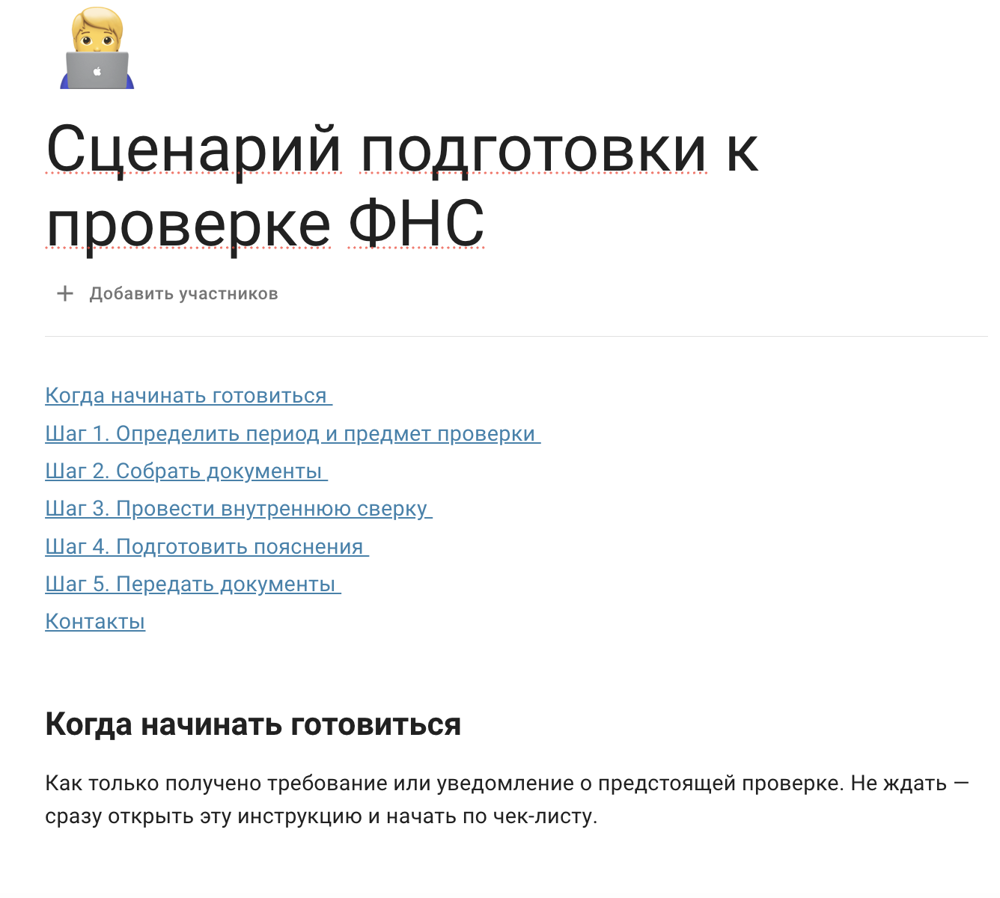 Сценарий подготовки к
проверке ФНС
Добавить участников
Когда начинать готовиться
Шаг 1. Определить период и предмет проверки
Шаг 2. Собрать документы
Шаг 3. Провести внутреннюю сверку
Шаг 4. Подготовить пояснения
Шаг 5. Передать документы
Контакты
Когда начинать готовиться
Как только получено требование или уведомление о предстоящей проверке. Не ждать —
сразу открыть эту инструкцию и начать по чек-листу.